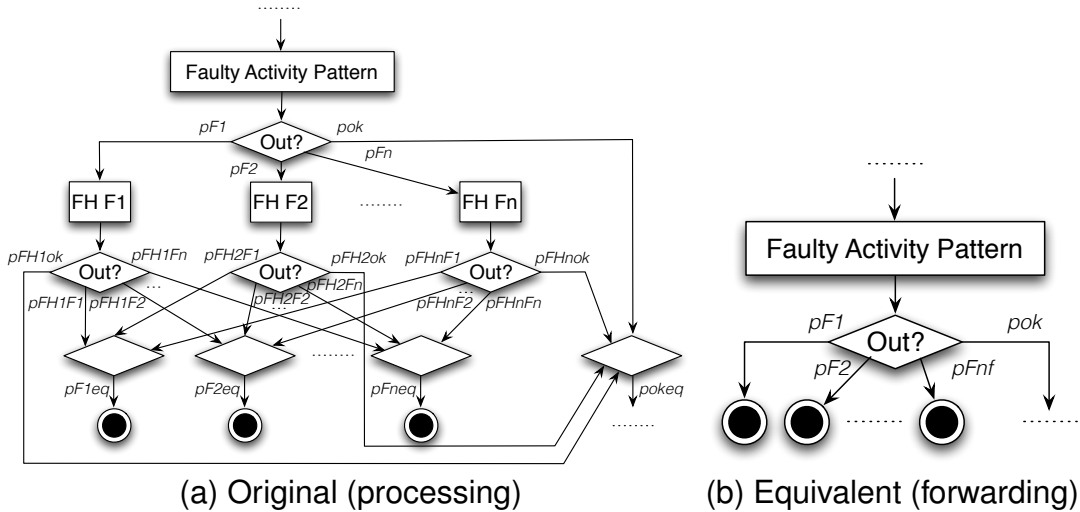 ........
Faulty Activity Pattern
pF1
Out?
pok
pF2
pFn
FH F1
FH F2
........
FH Fn
pFH1ok
Out?
pFH1Fn
pFH2F1
Out?
pFH2ok
pFHnF1
Out?
pFHnok
pFH1F1
pFH1F2
...
pFH2F2
pFH2Fn
...
pFHnF2
...
pFHnFn
........
pF1eq
pF2eq
pFneq
pokeq
........
(a) Original (processing)
........
Faulty Activity Pattern
pF1
Out?
pok
pF2
pFnf
........
........
(b) Equivalent (forwarding)